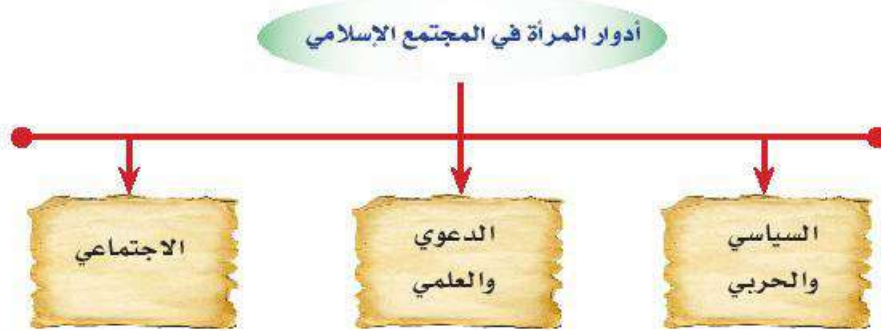 أدوار المرأة في المجتمع الإسلامي
السياسي
والحربي
الدعوي
والعلمي
الاجتماعي